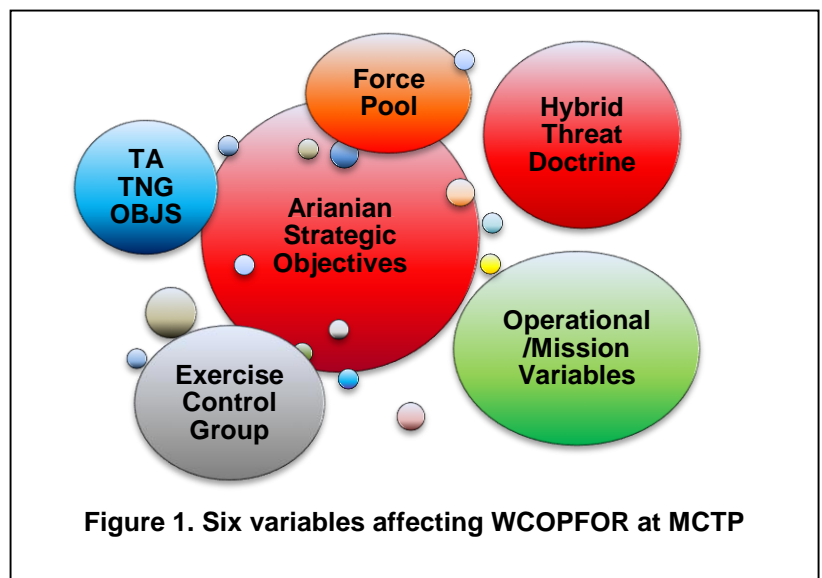 Force
Pool
Hybrid
Threat
Doctrine
TA
TNG
OBJS
Arianian
Strategic
Objectives
Operational
/Mission
Variables
Exercise
Control
Group
Figure 1. Six variables affecting WCOPFOR at MCTP